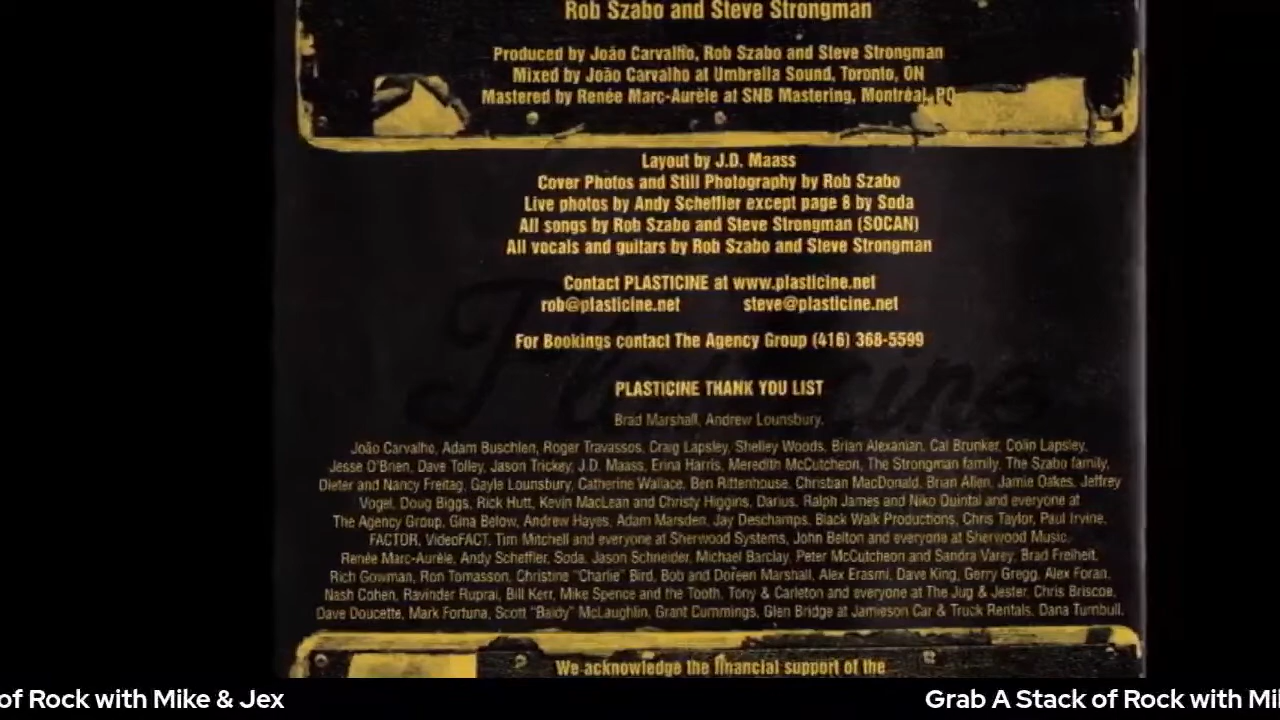 Rob Szabo and Steve Strongman
Produced by João Carvalho, Rob Szabo and Steve Strongman
Mixed by João Carvalho at Umbrella Sound, Toronto, ON
Mastered by Renée Marc-Aurèle at SNB Mastering, Montréal, PQ
Layout by J.D. Maass
Cover Photos and Still Photography by Rob Szabo
Live photos by Andy Scheffler except page 8 by Soda
All songs by Rob Szabo and Steve Strongman (SOCAN)
All vocals and guitars by Rob Szabo and Steve Strongman
Contact PLASTICINE at www.plasticine.net
rob@plasticine.net steve@plasticine.net
For Bookings contact The Agency Group (416) 368-5599
PLASTICINE THANK YOU LIST
Brad Marshall, Andrew Lounsbury.
João Carvalho, Adam Buschlen, Roger Travassos, Craig Lapsley, Shelley Woods, Brian Alexanian, Cal Brunker, Colin Lapsley,
Jesse O'Brien, Dave Tolley, Jason Trickey, J.D. Maass, Erina Harris, Meredith McCutcheon, The Strongman family, The Szabo family,
Dieter and Nancy Freitag, Gayle Lounsbury, Catherine Wallace, Ben Rittenhouse, Christian MacDonald, Brian Allen, Jamie Oakes, Jeffrey
Vogel, Doug Biggs, Rick Hutt, Kevin MacLean and Christy Higgins, Darius, Ralph James and Niko Quintal and everyone at
The Agency Group, Gina Below, Andrew Hayes, Adam Marsden, Jay Deschamps, Black Walk Productions, Chris Taylor, Paul Irvine,
FACTOR, VideoFACT, Tim Mitchell and everyone at Sherwood Systems, John Belton and everyone at Sherwood Music,
Renée Marc-Aurèle, Andy Scheffler, Soda, Jason Schneider, Michael Barclay, Peter McCutcheon and Sandra Varey, Brad Freiheit,
Rich Gowman, Ron Tomasson, Christine "Charlie" Bird, Bob and Doreen Marshall, Alex Erasmi, Dave King, Gerry Gregg, Alex Foran,
Nash Cohen, Ravinder Ruprai, Bill Kerr, Mike Spence and the Tooth, Tony & Carleton and everyone at The Jug & Jester, Chris Briscoe,
Dave Doucette, Mark Fortuna, Scott "Baldy" McLaughlin, Grant Cummings, Glen Bridge at Jamieson Car & Truck Rentals, Dana Turnbull.
We acknowledge the financial support of the
of Rock with Mike & Jex
Grab A Stack of Rock with Mi